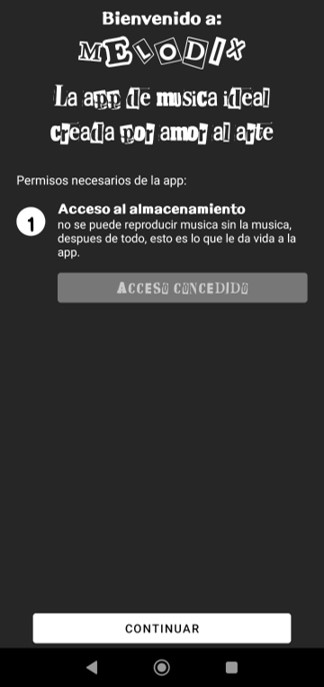 Bienvenido a:
MELODIX
La app de musica ideal
creada por amor al arte
Permisos necesarios de la app:
1
Acceso al almacenamiento
no se puede reproducir musica sin la musica,
despues de todo, esto es lo que le da vida a la
app.
ACCESO CONCEDIDO
CONTINUAR